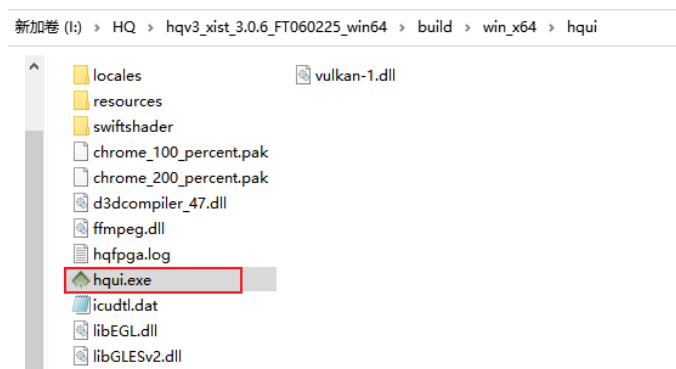 新加卷 (I:) > HQ > hqv3_xist_3.0.6_FT060225_win64 > build > win_x64 > hqui
locales
resources
swiftshader
chrome_100_percent.pak
chrome_200_percent.pak
d3dcompiler_47.dll
ffmpeg.dll
hqfpga.log
hqui.exe
icudtl.dat
libEGL.dll
libGLESv2.dll
vulkan-1.dll